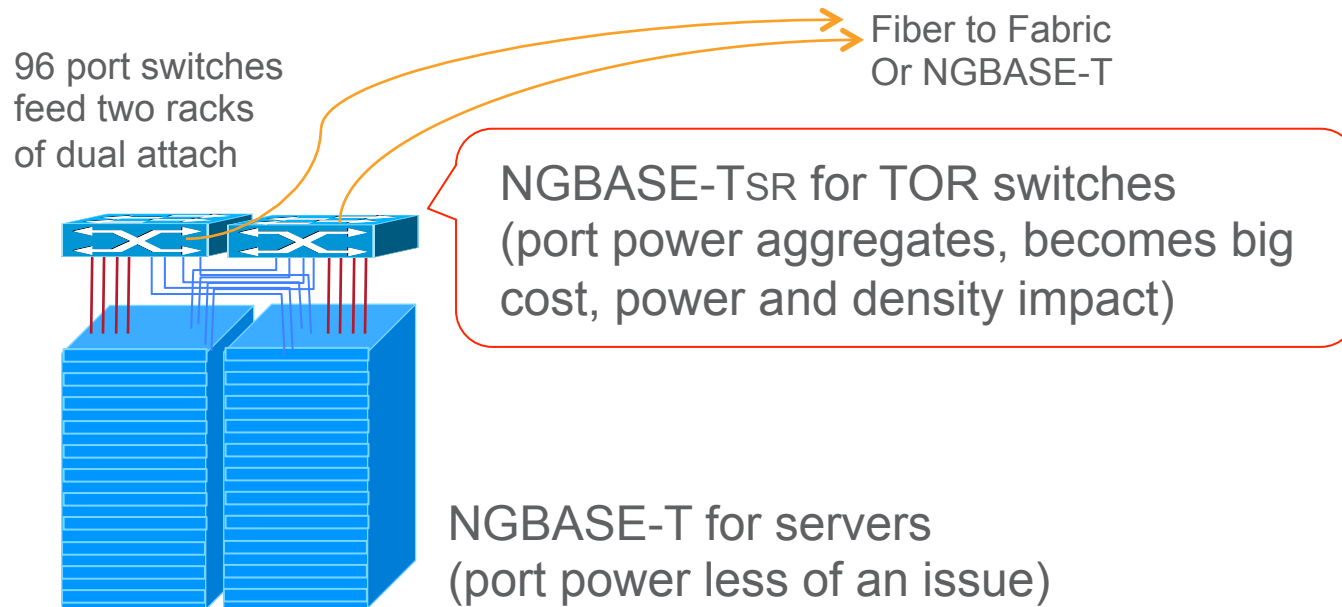 96 port switches
feed two racks
of dual attach
Fiber to Fabric
Or NGBASE-T
NGBASE-TSR for TOR switches
(port power aggregates, becomes big
cost, power and density impact)
NGBASE-T for servers
(port power less of an issue)